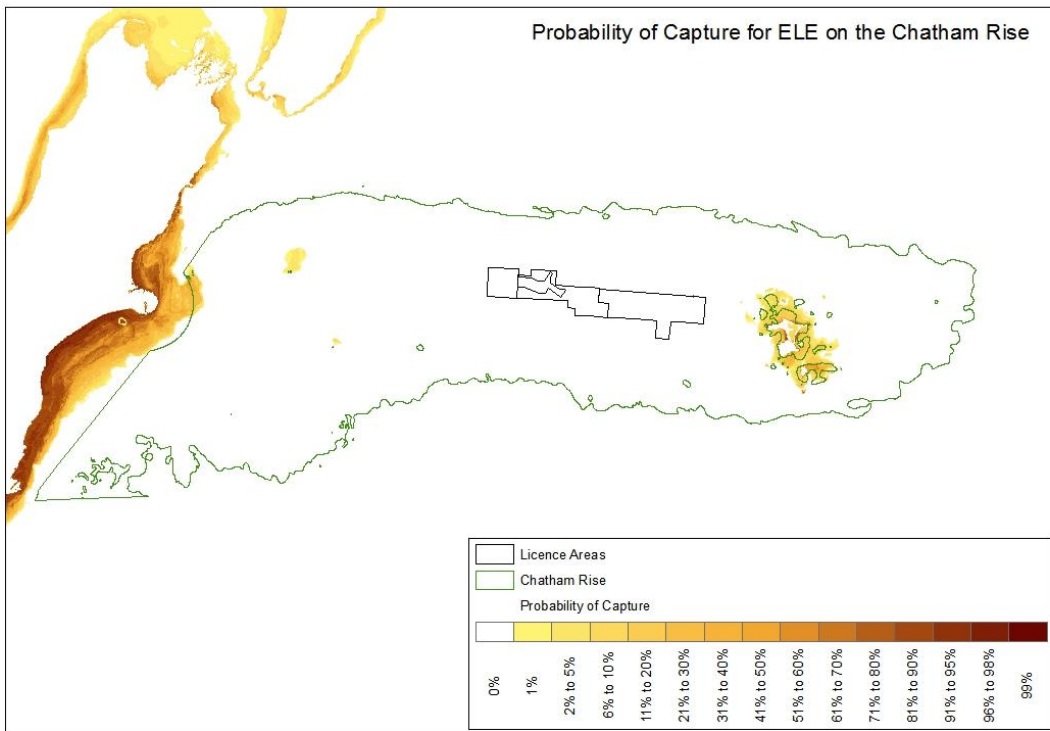 Probability of Capture for ELE on the Chatham Rise
Licence Areas
Chatham Rise
Probability of Capture
0%
1%
2% to 5%
6% to 10%
11% to 20%
21% to 30%
31% to 40%
41% to 50%
51% to 60%
61% to 70%
71% to 80%
81% to 90%
91% to 95%
96% to 98%
99%